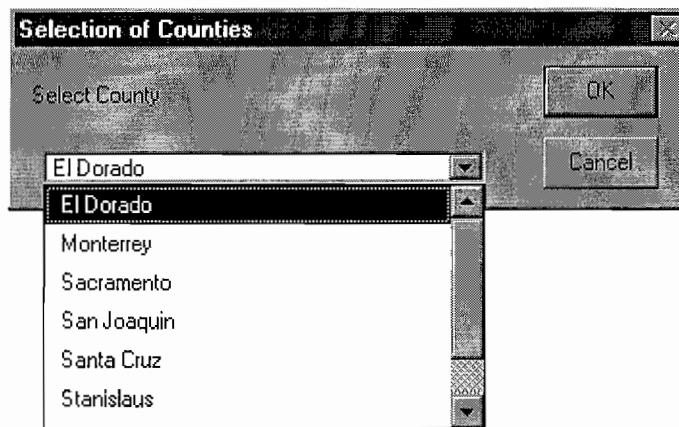 Selection of Counties
Select County
OK
Cancel
El Dorado
El Dorado
Monterrey
Sacramento
San Joaquin
Santa Cruz
Stanislaus